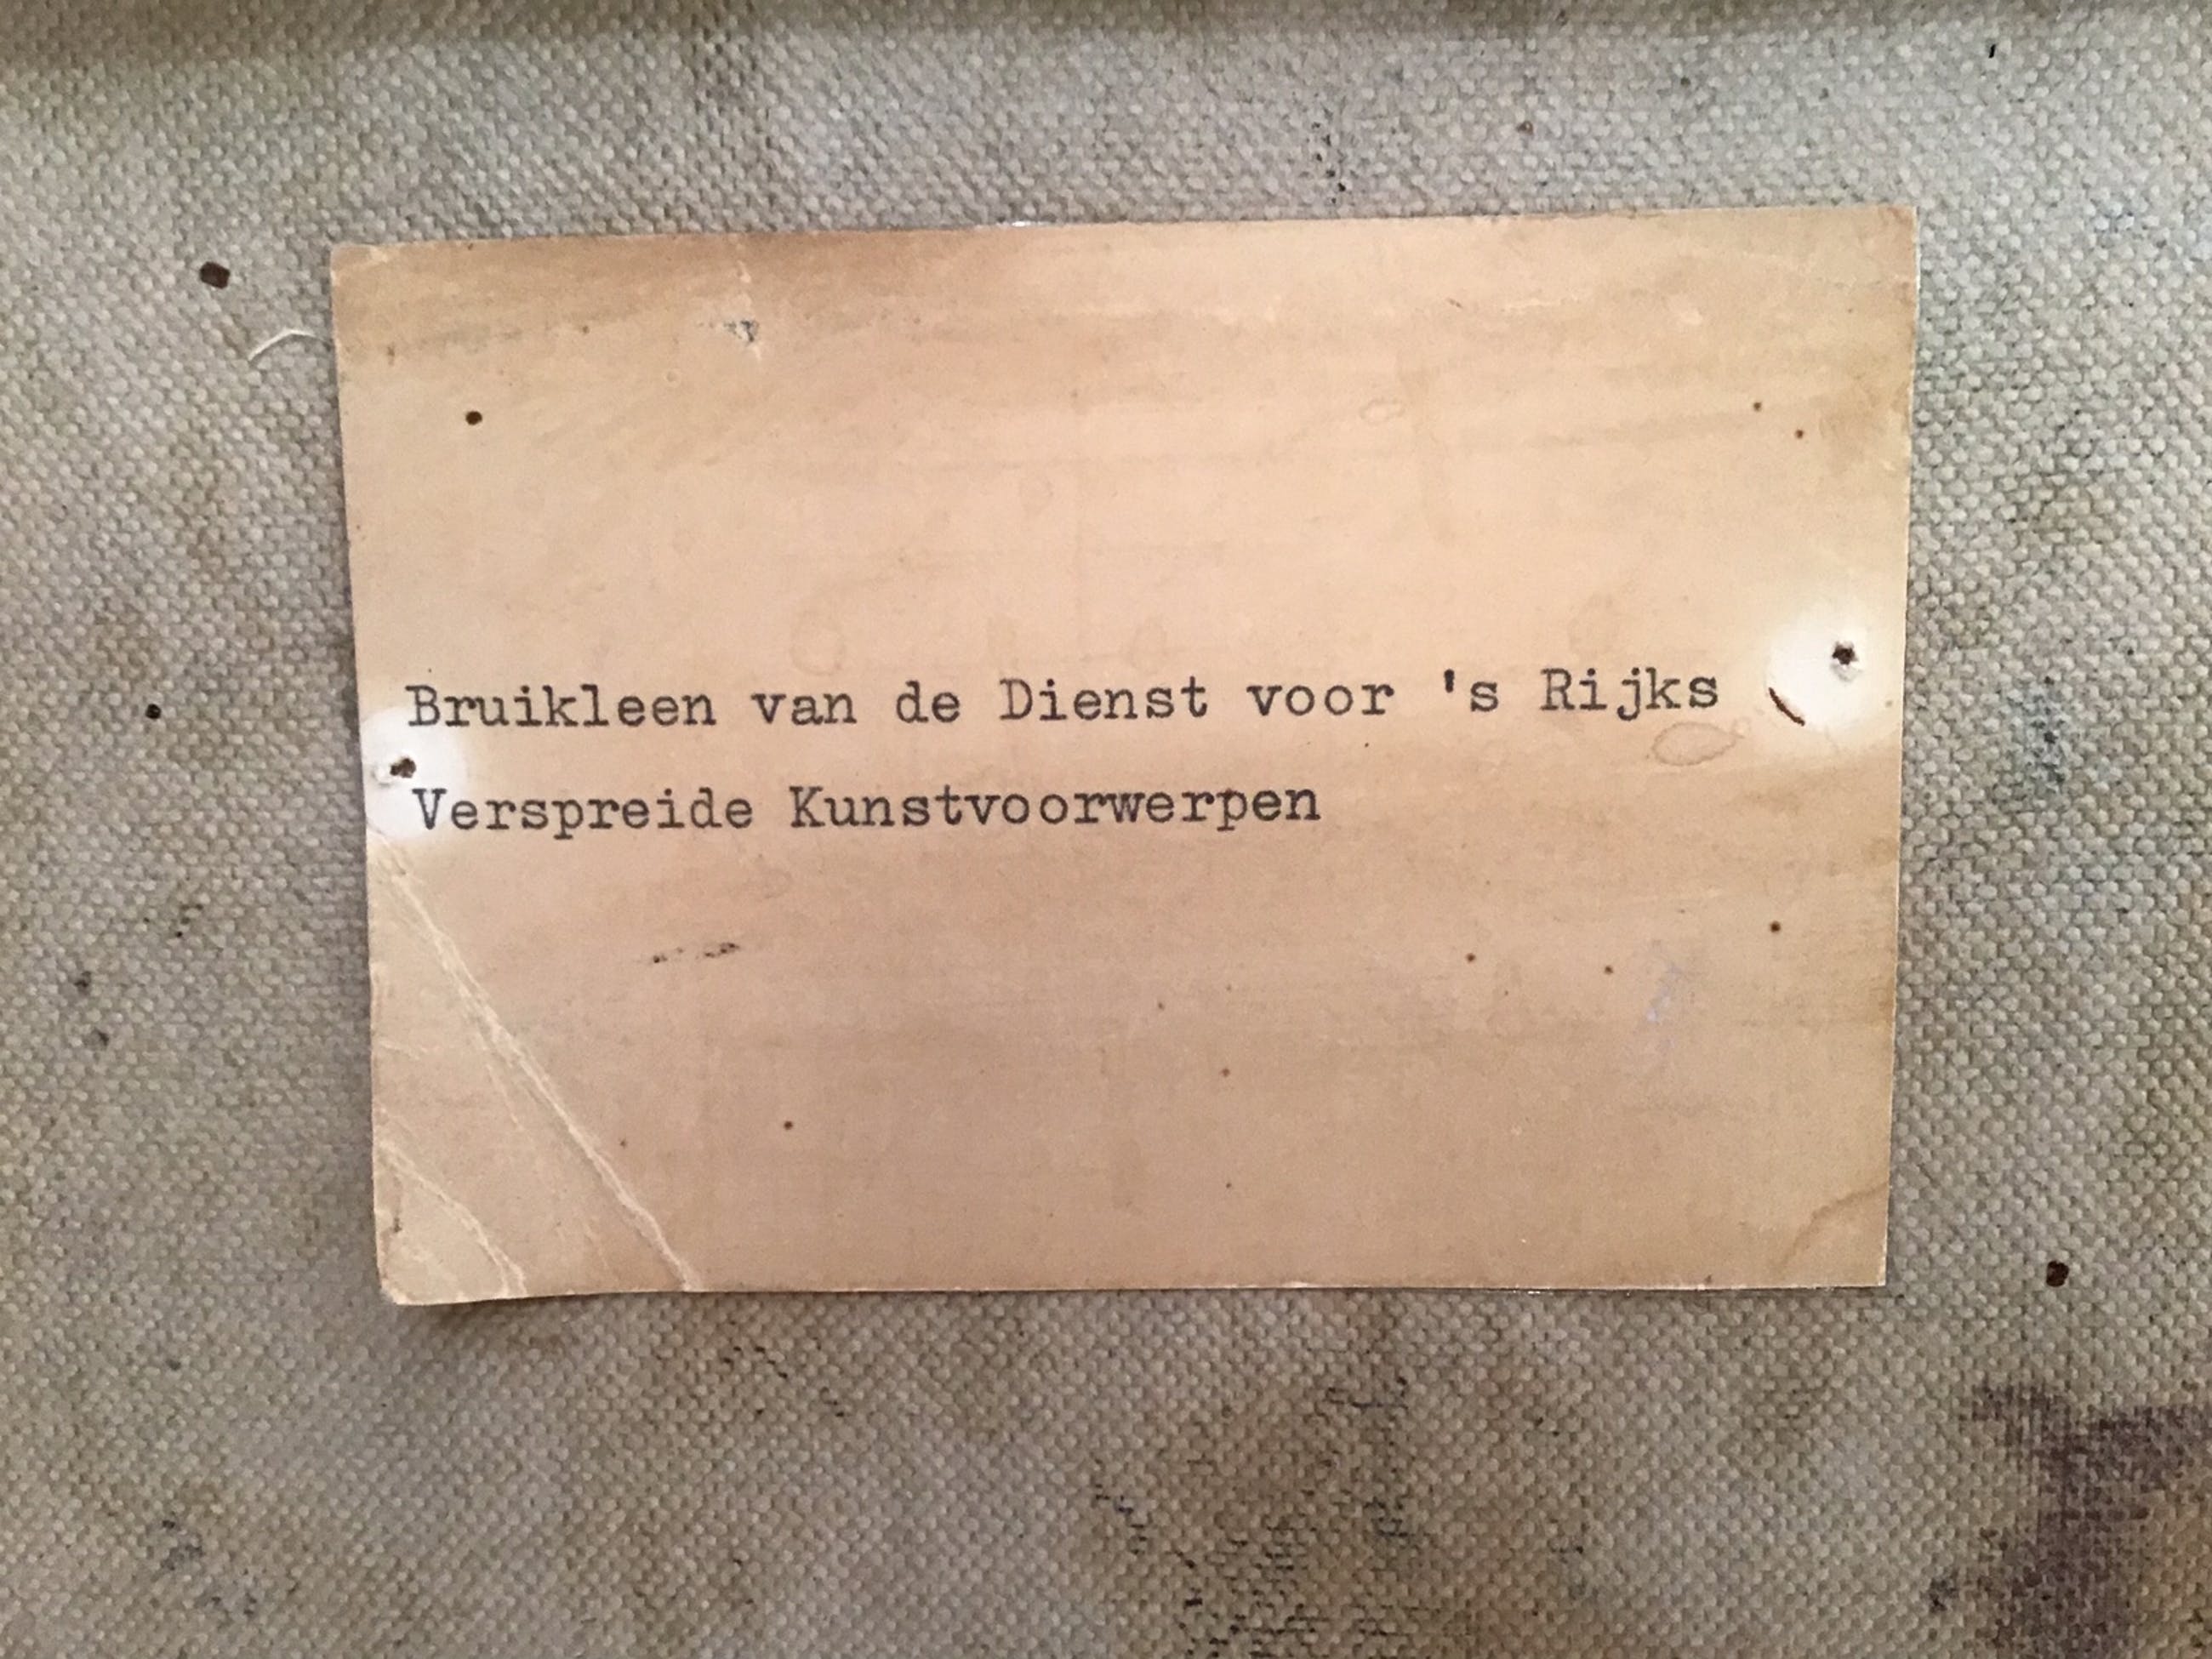 Bruikleen van de Dienst voor 's Rijks
Verspreide Kunstvoorwerpen